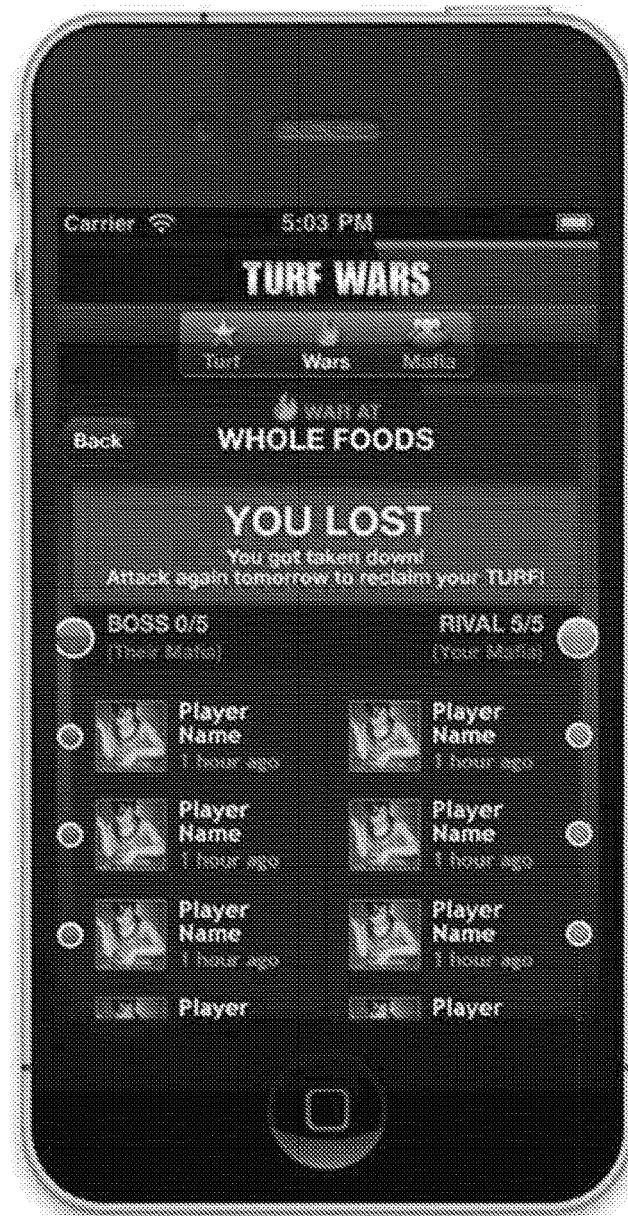 Carrier 5:03 PM
TURF WARS
Turf Wars Mafia
WAR AT
Back WHOLE FOODS
YOU LOST
You got taken down!
Attack again tomorrow to reclaim your TURF!
BOSS 0/5 RIVAL 5/5
(Their Mafia) (Your Mafia)
Player Player
Name Name
1 hour ago 1 hour ago
Player Player
Name Name
1 hour ago 1 hour ago
Player Player
Name Name
1 hour ago 1 hour ago
Player Player